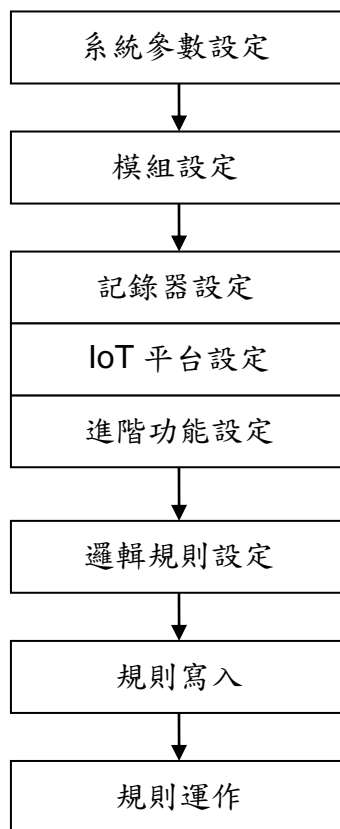 系統參數設定
模組設定
記錄器設定
IoT 平台設定
進階功能設定
邏輯規則設定
規則寫入
規則運作